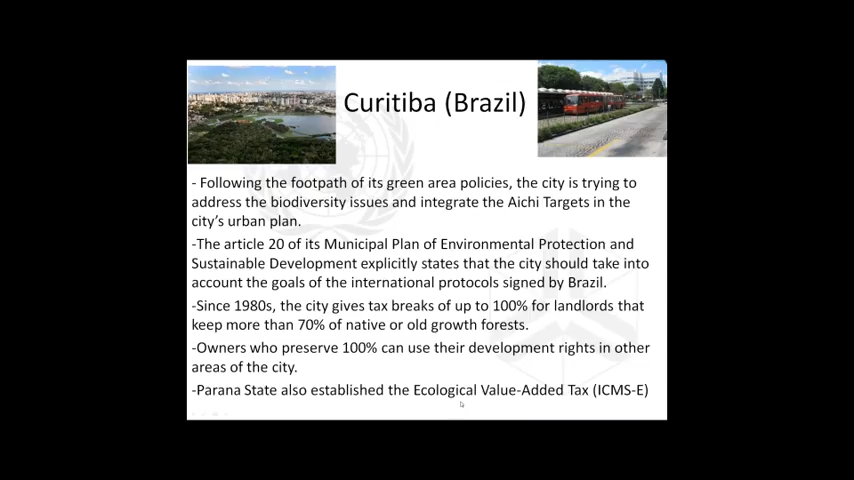 Curitiba (Brazil)
- Following the footpath of its green area policies, the city is trying to
address the biodiversity issues and integrate the Aichi Targets in the
city's urban plan.
-The article 20 of its Municipal Plan of Environmental Protection and
Sustainable Development explicitly states that the city should take into
account the goals of the international protocols signed by Brazil.
-Since 1980s, the city gives tax breaks of up to 100% for landlords that
keep more than 70% of native or old growth forests.
-Owners who preserve 100% can use their development rights in other
areas of the city.
-Parana State also established the Ecological Value-Added Tax (ICMS-E)